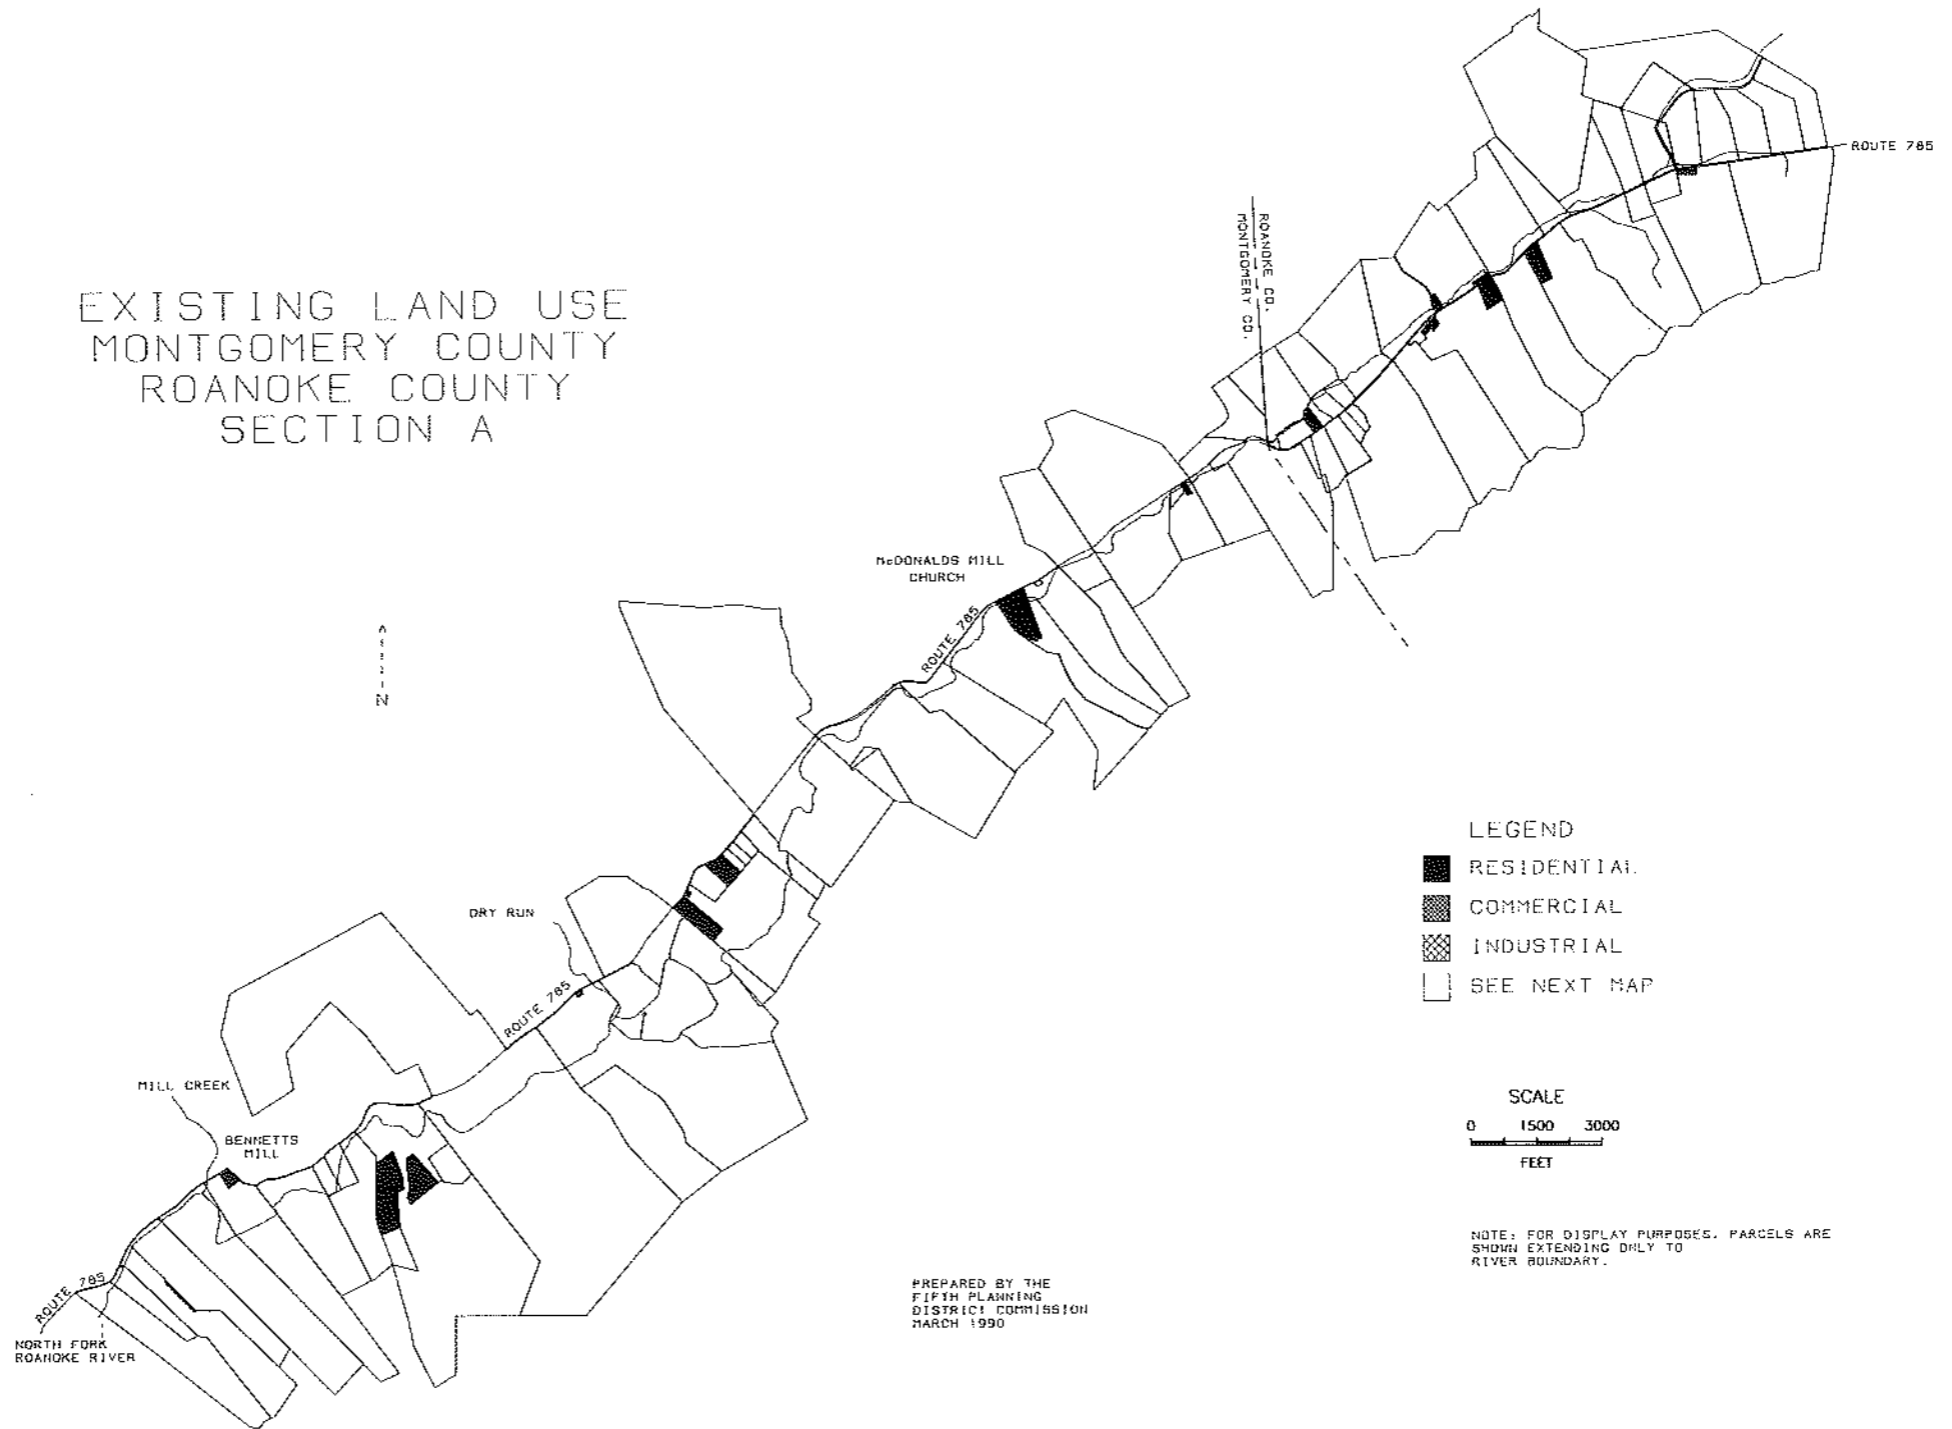 EXISTING LAND USE
MONTGOMERY COUNTY
ROANOKE COUNTY
SECTION A
ROUTE 785
ROANOKE CO.
MONTGOMERY CO.
McDONALDS MILL
CHURCH
ROUTE 785
N
DRY RUN
ROUTE 785
MILL CREEK
BENNETTS
MILL
ROUTE 785
NORTH FORK
ROANOKE RIVER
LEGEND
RESIDENTIAL
COMMERCIAL
INDUSTRIAL
SEE NEXT MAP
SCALE
0 1500 3000
FEET
NOTE: FOR DISPLAY PURPOSES, PARCELS ARE
SHOWN EXTENDING ONLY TO
RIVER BOUNDARY.
PREPARED BY THE
FIFTH PLANNING
DISTRICT COMMISSION
MARCH 1990